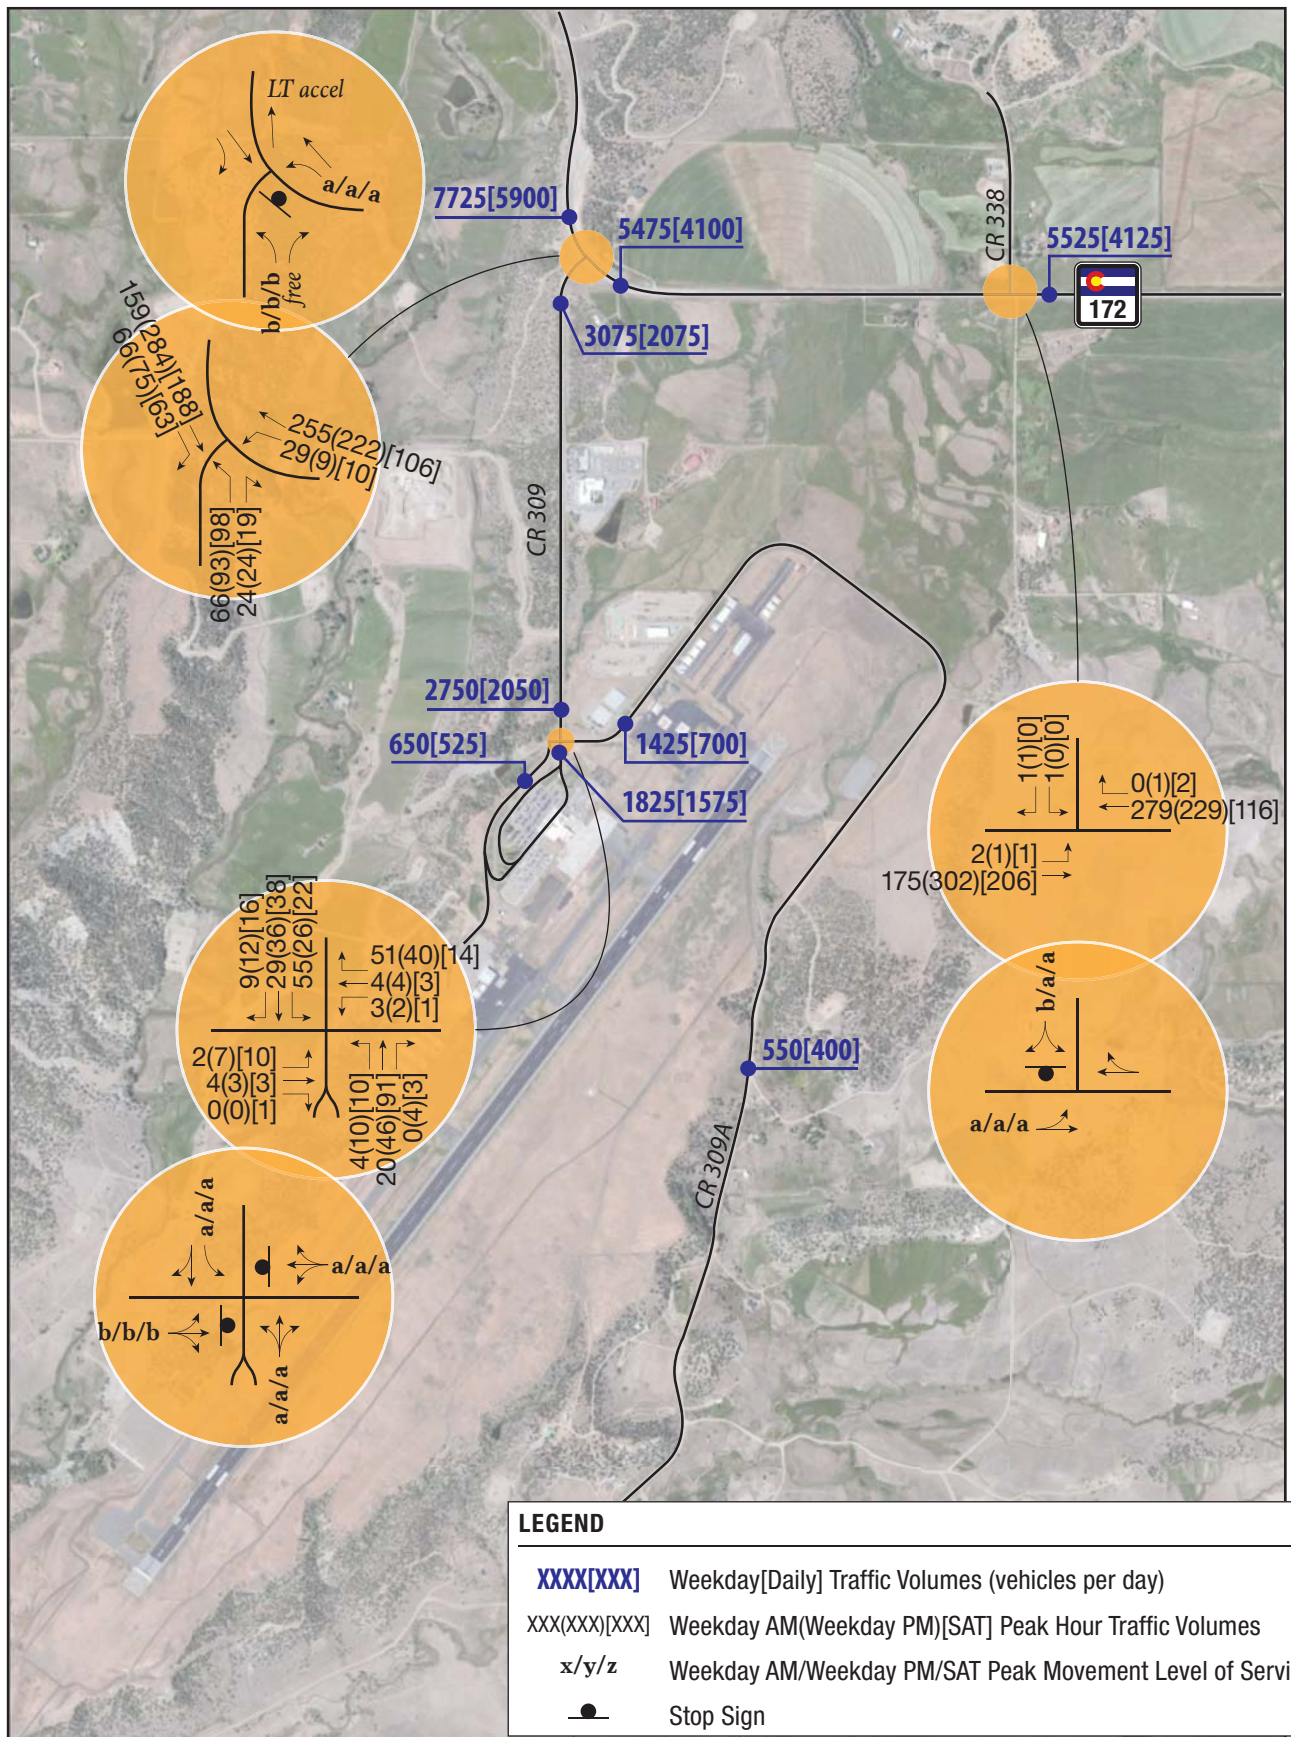 LT accel
a/a/a
b/b/b
free
7725[5900]
5475[4100]
CR 338
5525[4125]
172
3075[2075]
159(284)[188]
66(75)[63]
255(222)[106]
29(9)[10]
66(93)[98]
24(24)[19]
CR 309
2750[2050]
650[525]
1425[700]
1825[1575]
1(1)[0]
1(0)[0]
0(1)[2]
279(229)[116]
2(1)[1]
175(302)[206]
9(12)[16]
29(36)[38]
55(26)[22]
51(40)[14]
4(4)[3]
3(2)[1]
2(7)[10]
4(3)[3]
0(0)[1]
4(10)[10]
20(46)[91]
0(4)[3]
b/a/a
a/a/a
550[400]
CR 309A
a/a/a
a/a/a
b/b/b
a/a/a
LEGEND
XXXX[XXX] Weekday[Daily] Traffic Volumes (vehicles per day)
XXX(XXX)[XXX] Weekday AM(Weekday PM)[SAT] Peak Hour Traffic Volumes
x/y/z Weekday AM/Weekday PM/SAT Peak Movement Level of Servi
Stop Sign